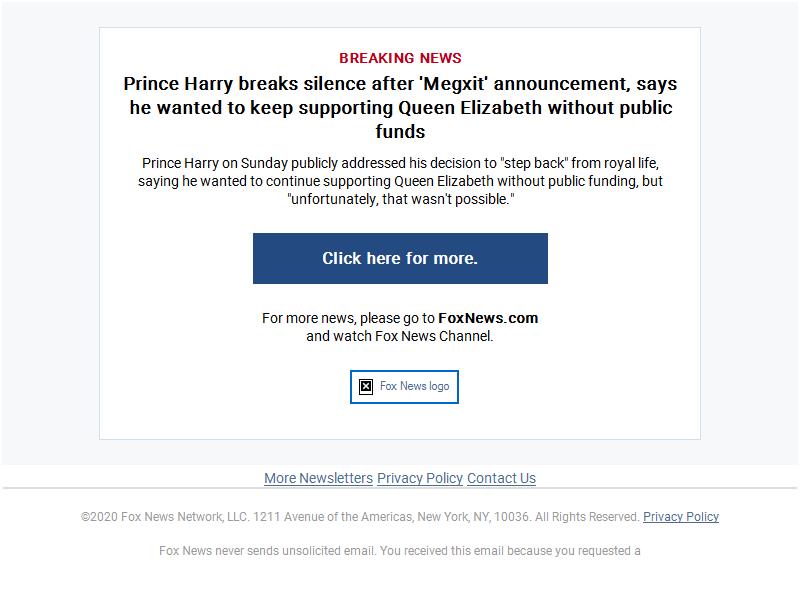 BREAKING NEWS
Prince Harry breaks silence after 'Megxit' announcement, says
he wanted to keep supporting Queen Elizabeth without public
funds
Prince Harry on Sunday publicly addressed his decision to "step back" from royal life,
saying he wanted to continue supporting Queen Elizabeth without public funding, but
"unfortunately, that wasn't possible."
Click here for more.
For more news, please go to FoxNews.com
and watch Fox News Channel.
Fox News logo
More Newsletters Privacy Policy Contact Us
©2020 Fox News Network, LLC. 1211 Avenue of the Americas, New York, NY, 10036. All Rights Reserved. Privacy Policy
Fox News never sends unsolicited email. You received this email because you requested a